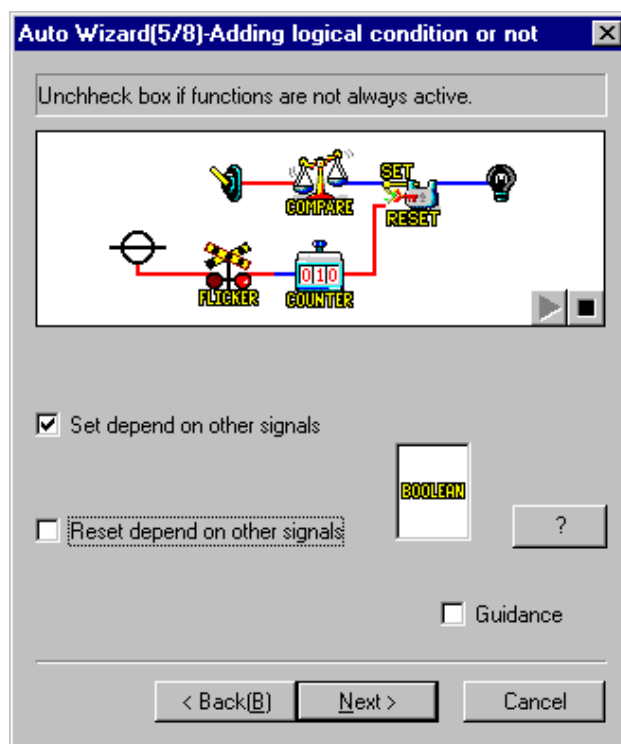 Auto Wizard(5/8)-Adding logical condition or not
Unchheck box if functions are not always active.
SET
COMPARE
RESET
010
FLICKER
COUNTER
Set depend on other signals
BOOLEAN
Reset depend on other signals
?
Guidance
< Back(B)
Next >
Cancel